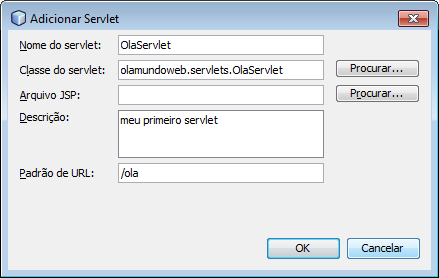 Adicionar Servlet
Nome do servlet: OlaServlet
Classe do servlet: olamundoweb.servlets.OlaServlet Procurar...
Arquivo JSP: Procurar...
Descrição: meu primeiro servlet
Padrão de URL: /ola
OK Cancelar